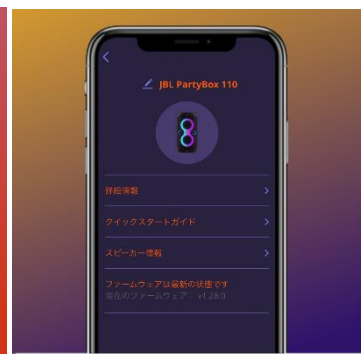 JBL PartyBox 110
詳細情報
クイックスタートガイド
スピーカー情報
ファームウェアは最新の状態です
現在のファームウェア： v1.28.0